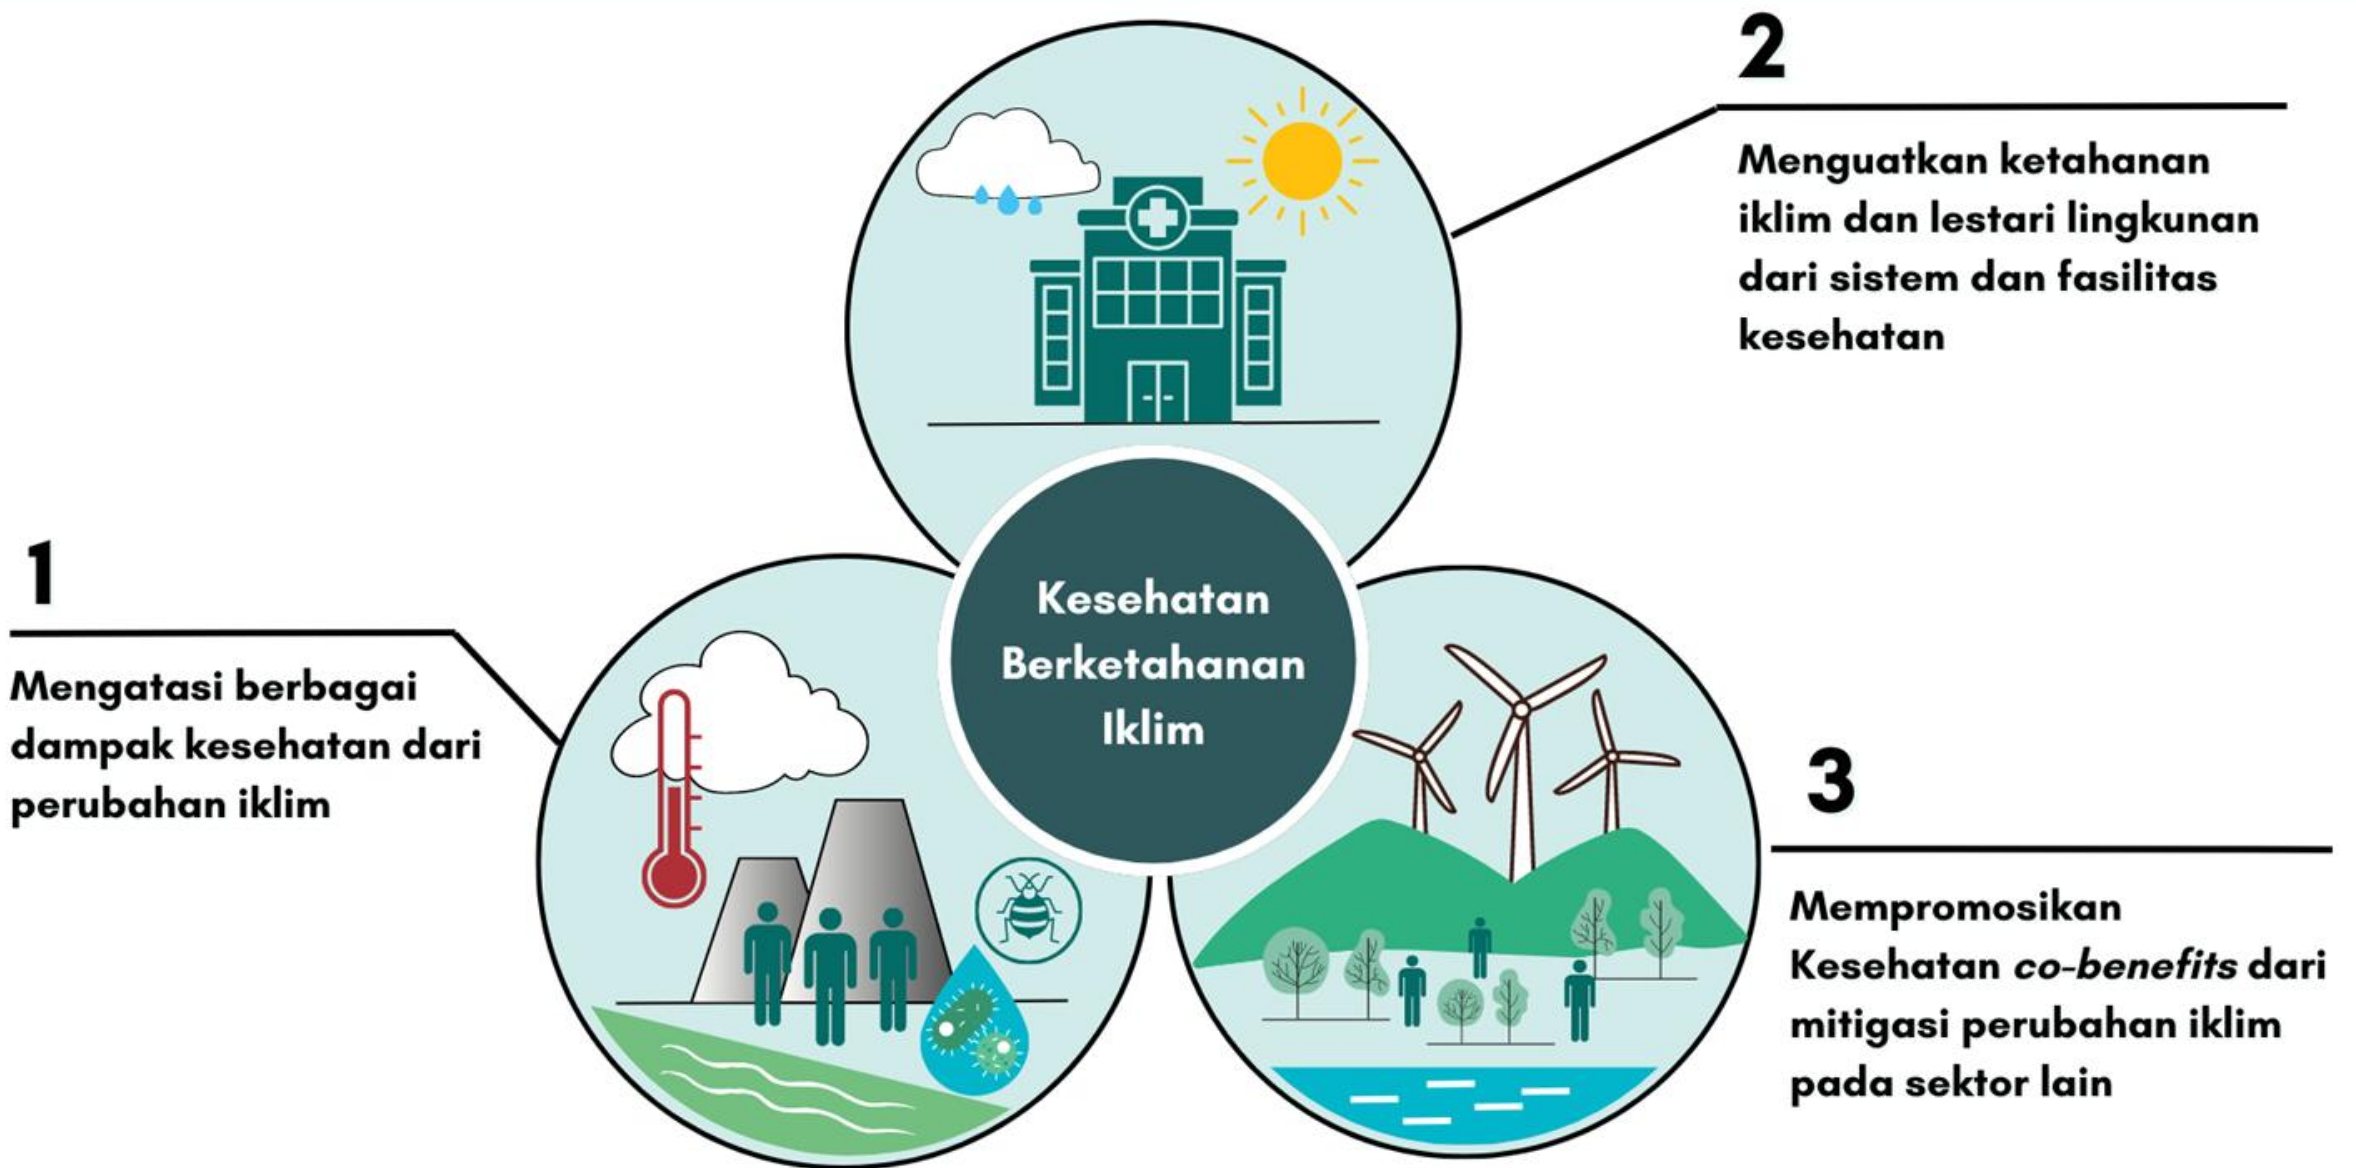 1
Mengatasi berbagai
dampak kesehatan dari
perubahan iklim
2
Menguatkan ketahanan
iklim dan lestari lingkunan
dari sistem dan fasilitas
kesehatan
Kesehatan
Berketahanan
Iklim
3
Mempromosikan
Kesehatan co-benefits dari
mitigasi perubahan iklim
pada sektor lain